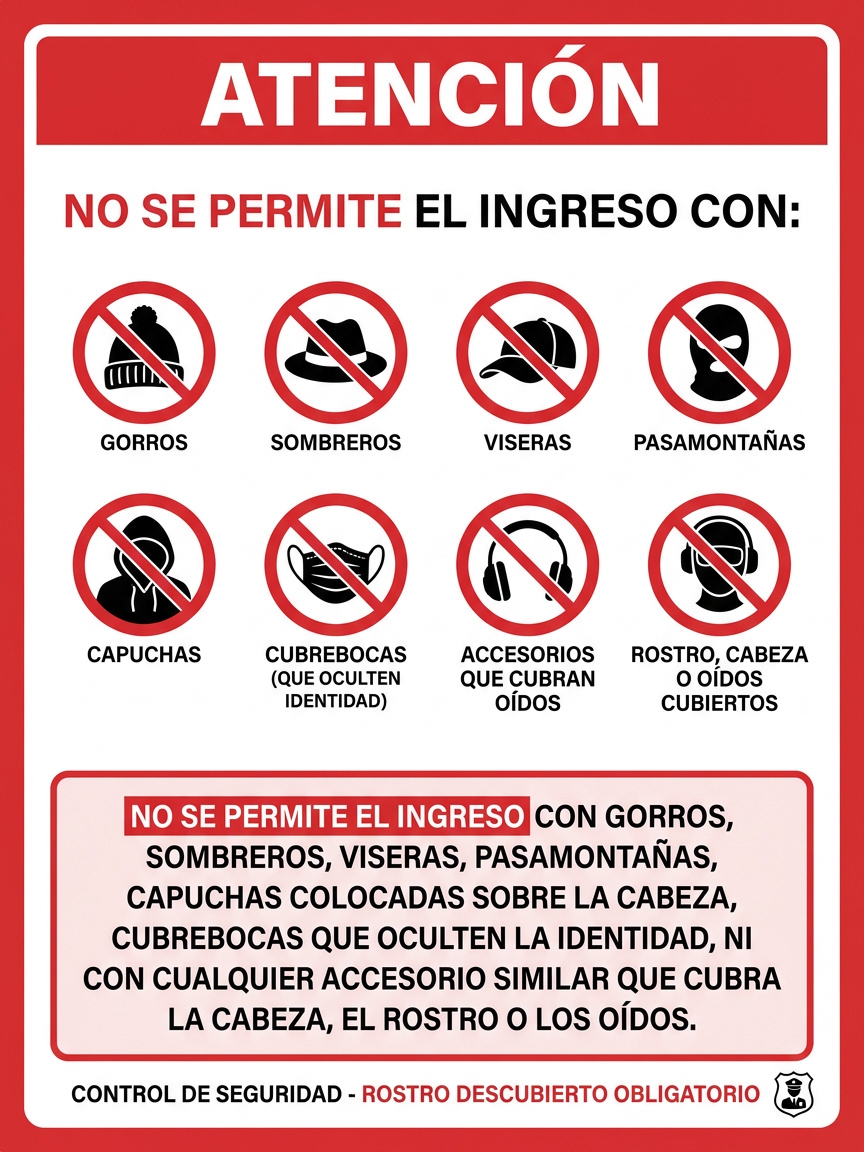 ATENCIÓN
NO SE PERMITE EL INGRESO CON:
GORROS
SOMBREROS
VISERAS
PASAMONTAÑAS
CAPUCHAS
CUBREBOCAS
(QUE OCULTEN
IDENTIDAD)
ACCESORIOS
QUE CUBRAN
OÍDOS
ROSTRO, CABEZA
O OÍDOS
CUBIERTOS
NO SE PERMITE EL INGRESO CON GORROS,
SOMBREROS, VISERAS, PASAMONTAÑAS,
CAPUCHAS COLOCADAS SOBRE LA CABEZA,
CUBREBOCAS QUE OCULTEN LA IDENTIDAD, NI
CON CUALQUIER ACCESORIO SIMILAR QUE CUBRA
LA CABEZA, EL ROSTRO O LOS OÍDOS.
CONTROL DE SEGURIDAD - ROSTRO DESCUBIERTO OBLIGATORIO